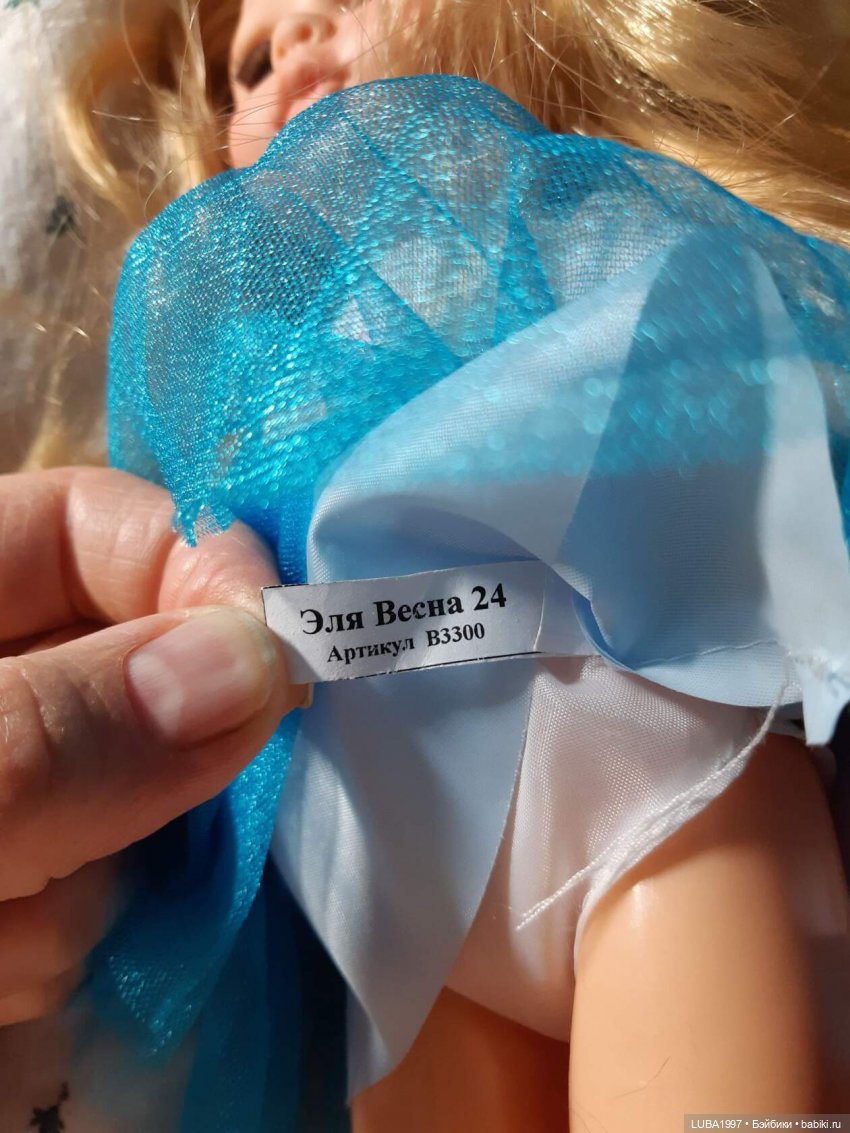 Эля Весна 24
Артикул В3300
LUBA1997 • Бэйбики • babiki.ru